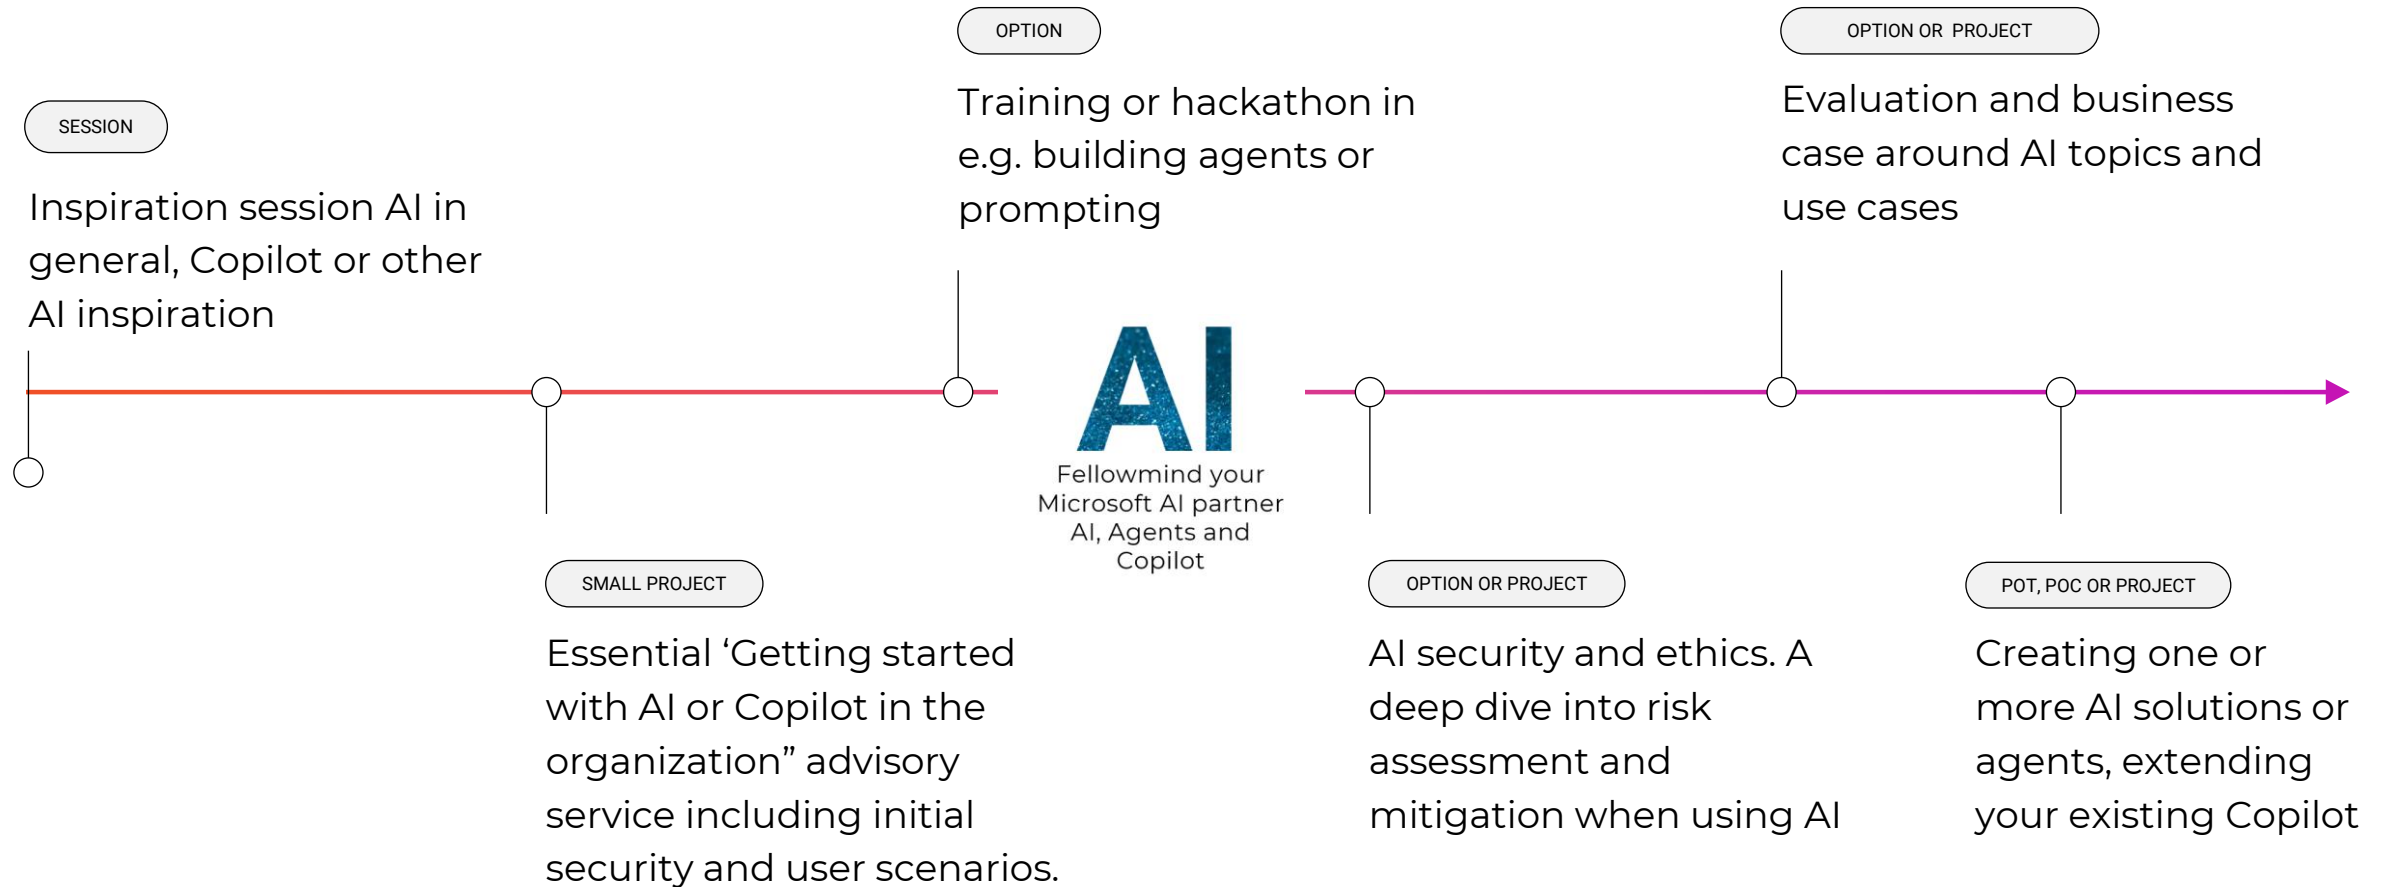 SESSION
Inspiration session AI in
general, Copilot or other
AI inspiration
SMALL PROJECT
Essential ‘Getting started
with AI or Copilot in the
organization” advisory
service including initial
security and user scenarios.
OPTION
Training or hackathon in
e.g. building agents or
prompting
AI
Fellowmind your
Microsoft AI partner
AI, Agents and
Copilot
OPTION OR PROJECT
AI security and ethics. A
deep dive into risk
assessment and
mitigation when using AI
OPTION OR PROJECT
Evaluation and business
case around AI topics and
use cases
POT, POC OR PROJECT
Creating one or
more AI solutions or
agents, extending
your existing Copilot